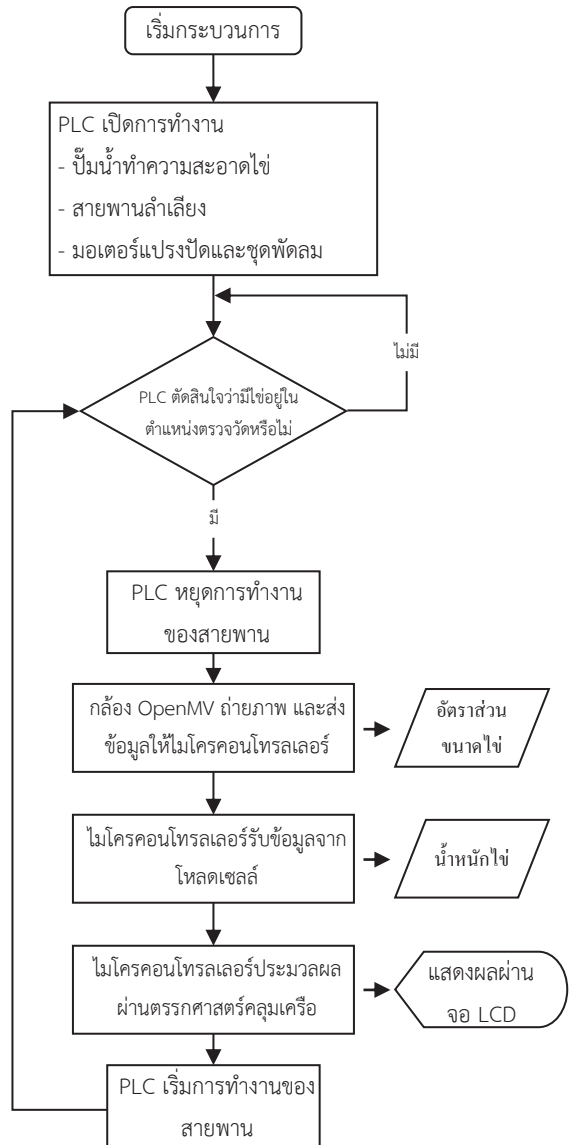 เริ่มกระบวนการ
PLC เปิดการทำงาน
- ปั๊มน้ำทำความสะอาดไข่
- สายพานลำเลียง
- มอเตอร์แปรงปัดและชุดพัดลม
ไม่มี
PLC ตัดสินใจว่ามีไข่อยู่ใน
ตำแหน่งตรวจวัดหรือไม่
มี
PLC หยุดการทำงาน
ของสายพาน
กล้อง OpenMV ถ่ายภาพ และส่ง
ข้อมูลให้ไมโครคอนโทรลเลอร์
อัตราส่วน
ขนาดไข่
ไมโครคอนโทรลเลอร์รับข้อมูลจาก
โหลดเซลล์
น้ำหนักไข่
ไมโครคอนโทรลเลอร์ประมวลผล
ผ่านตรรกศาสตร์คลุมเครือ
แสดงผลผ่าน
จอ LCD
PLC เริ่มการทำงานของ
สายพาน